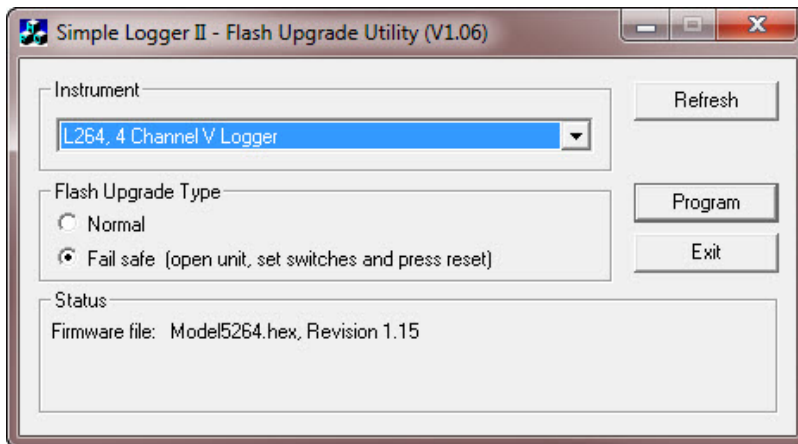 Simple Logger II - Flash Upgrade Utility (V1.06)
Instrument
L264, 4 Channel V Logger
Refresh
Flash Upgrade Type
Normal
Fail safe (open unit, set switches and press reset)
Program
Exit
Status
Firmware file: Model5264.hex, Revision 1.15